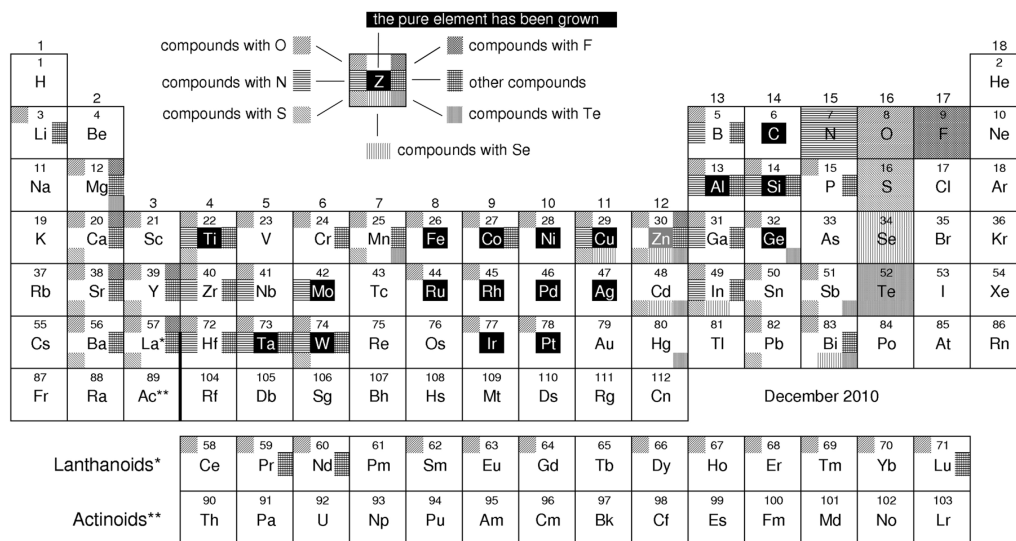 the pure element has been grown
compounds with O
compounds with F
compounds with N
Z
other compounds
compounds with S
compounds with Te
compounds with Se
1 18
1 2
H He
2 13 14 15 16 17
3 4 5 6 7 8 9 10
Li Be B C N O F Ne
11 12 13 14 15 16 17 18
Na Mg Al Si P S Cl Ar
3 4 5 6 7 8 9 10 11 12
19 20 21 22 23 24 25 26 27 28 29 30 31 32 33 34 35 36
K Ca Sc Ti V Cr Mn Fe Co Ni Cu Zn Ga Ge As Se Br Kr
37 38 39 40 41 42 43 44 45 46 47 48 49 50 51 52 53 54
Rb Sr Y Zr Nb Mo Tc Ru Rh Pd Ag Cd In Sn Sb Te I Xe
55 56 57 72 73 74 75 76 77 78 79 80 81 82 83 84 85 86
Cs Ba La* Hf Ta W Re Os Ir Pt Au Hg Tl Pb Bi Po At Rn
87 88 89 104 105 106 107 108 109 110 111 112
Fr Ra Ac** Rf Db Sg Bh Hs Mt Ds Rg Cn December 2010
58 59 60 61 62 63 64 65 66 67 68 69 70 71
Lanthanoids* Ce Pr Nd Pm Sm Eu Gd Tb Dy Ho Er Tm Yb Lu
90 91 92 93 94 95 96 97 98 99 100 101 102 103
Actinoids** Th Pa U Np Pu Am Cm Bk Cf Es Fm Md No Lr